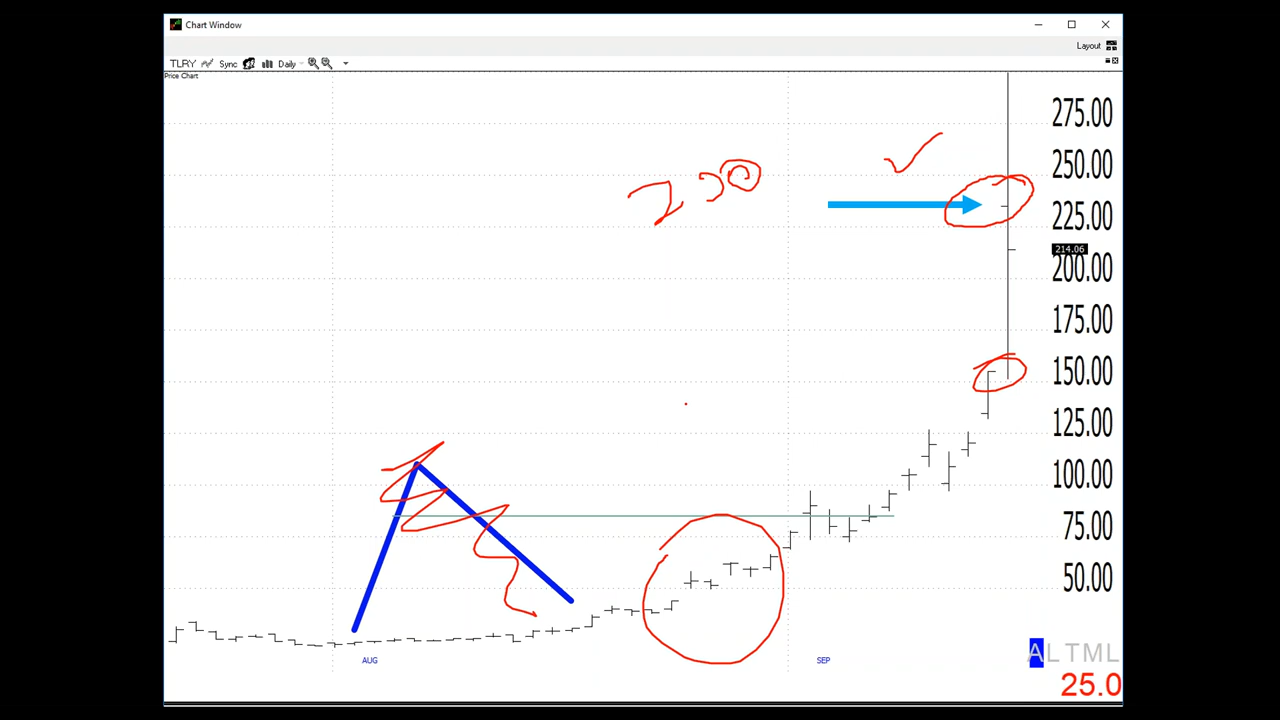 Chart Window
Layout
TLRY Sync Daily
Price Chart
275.00
250.00
230
225.00
214.06
200.00
175.00
150.00
125.00
100.00
75.00
50.00
AUG SEP
ALTML
25.0